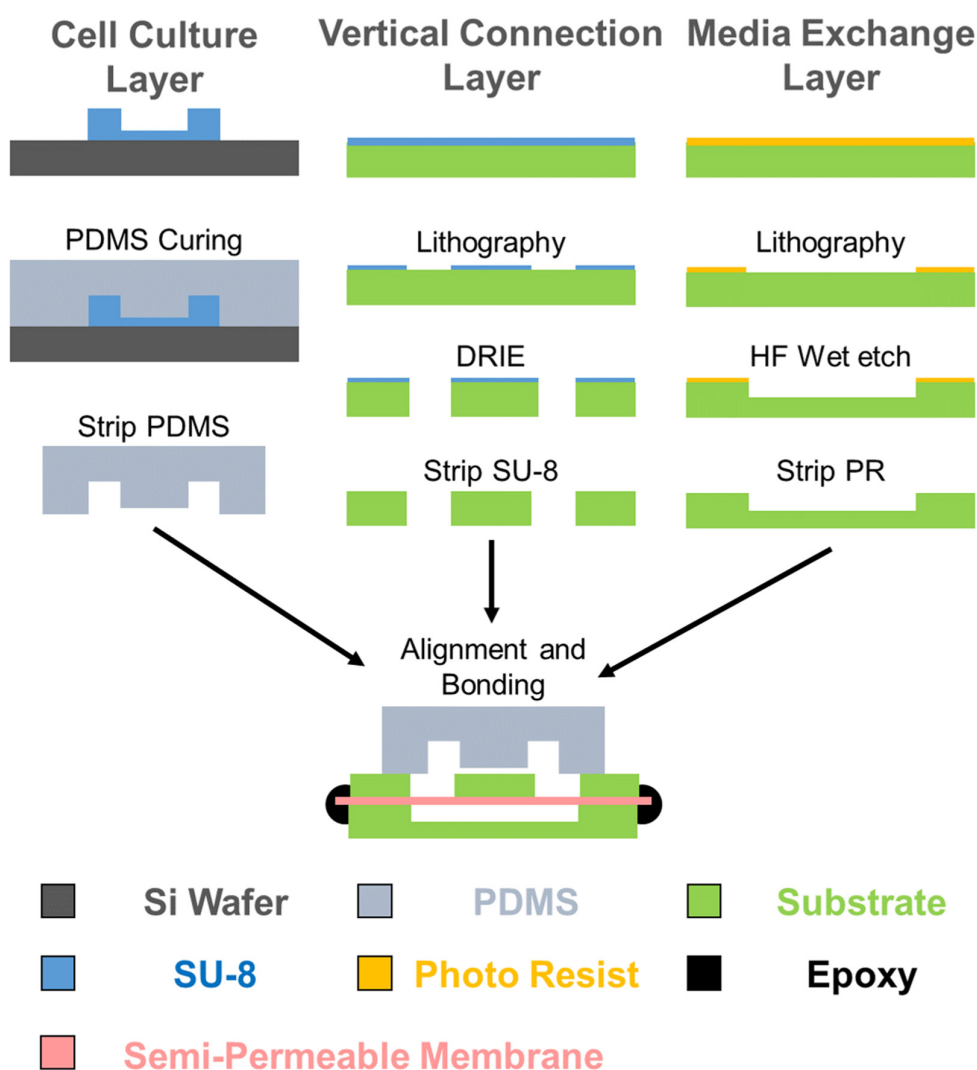 Cell Culture
Layer
Vertical Connection
Layer
Media Exchange
Layer
PDMS Curing
Lithography
Lithography
DRIE
HF Wet etch
Strip PDMS
Strip SU-8
Strip PR
Alignment and
Bonding
Si Wafer
PDMS
Substrate
SU-8
Photo Resist
Epoxy
Semi-Permeable Membrane